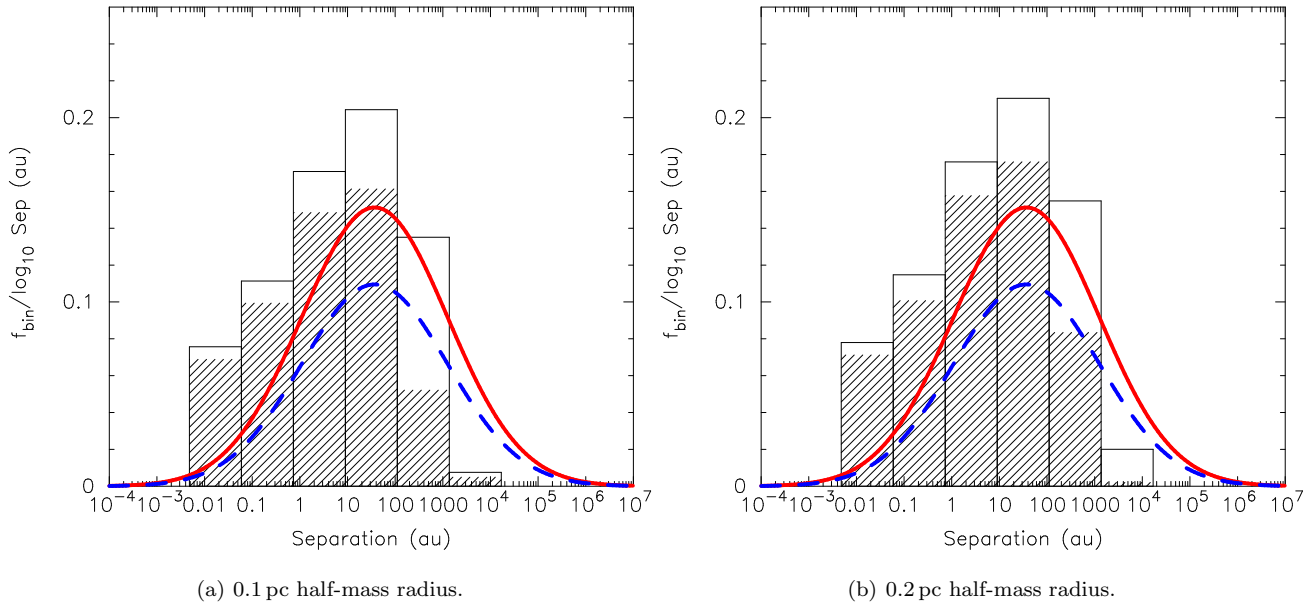 f_bin/log_10 Sep (au)
0.2
0.1
0
10^−4 10^−3 0.01 0.1 1 10 100 1000 10^4 10^5 10^6 10^7
Separation (au)
(a) 0.1 pc half-mass radius.
f_bin/log_10 Sep (au)
0.2
0.1
0
10^−4 10^−3 0.01 0.1 1 10 100 1000 10^4 10^5 10^6 10^7
Separation (au)
(b) 0.2 pc half-mass radius.